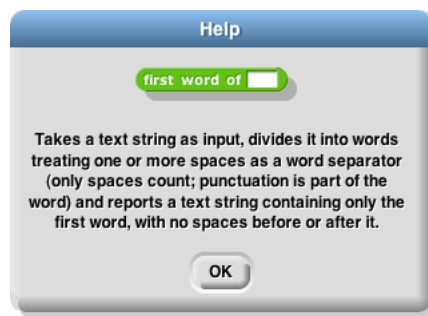 Help
first word of
Takes a text string as input, divides it into words
treating one or more spaces as a word separator
(only spaces count; punctuation is part of the
word) and reports a text string containing only the
first word, with no spaces before or after it.
OK